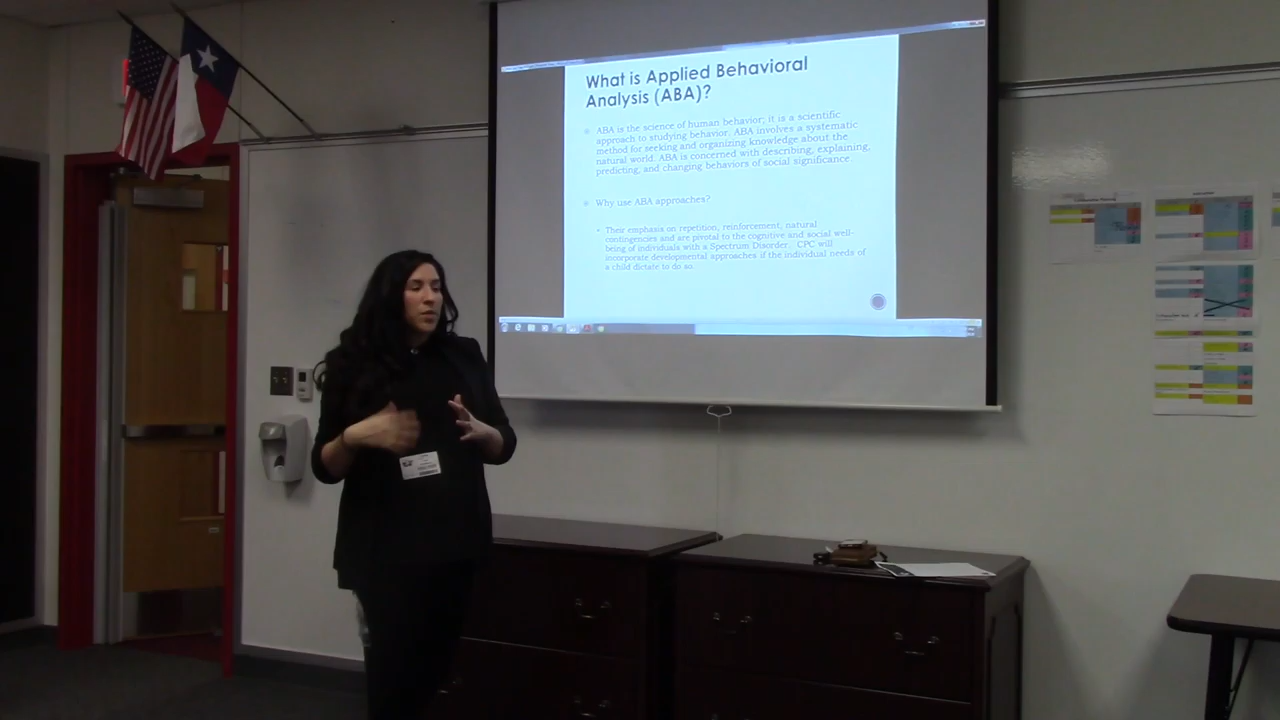 What is Applied Behavioral
Analysis (ABA)?
ABA is the science of human behavior; it is a scientific
approach to studying behavior. ABA involves a systematic
method for seeking and organizing knowledge about the
natural world. ABA is concerned with describing, explaining,
predicting, and changing behaviors of social significance.
Why use ABA approaches?
Their emphasis on repetition, reinforcement, natural
contingencies and are pivotal to the cognitive and social well-
being of individuals with a Spectrum Disorder. CPC will
incorporate developmental approaches if the individual needs of
a child dictate to do so.